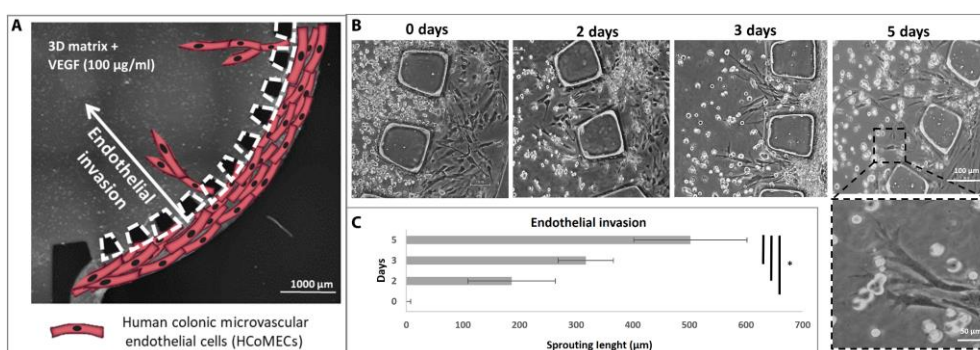 A
3D matrix +
VEGF (100 µg/ml)
Endothelial
invasion
1000 µm
Human colonic microvascular
endothelial cells (HCoMECs)
B
0 days
2 days
3 days
5 days
100 µm
50 µm
C
Endothelial invasion
Days
5
3
2
0
*
0 100 200 300 400 500 600 700
Sprouting lenght (µm)